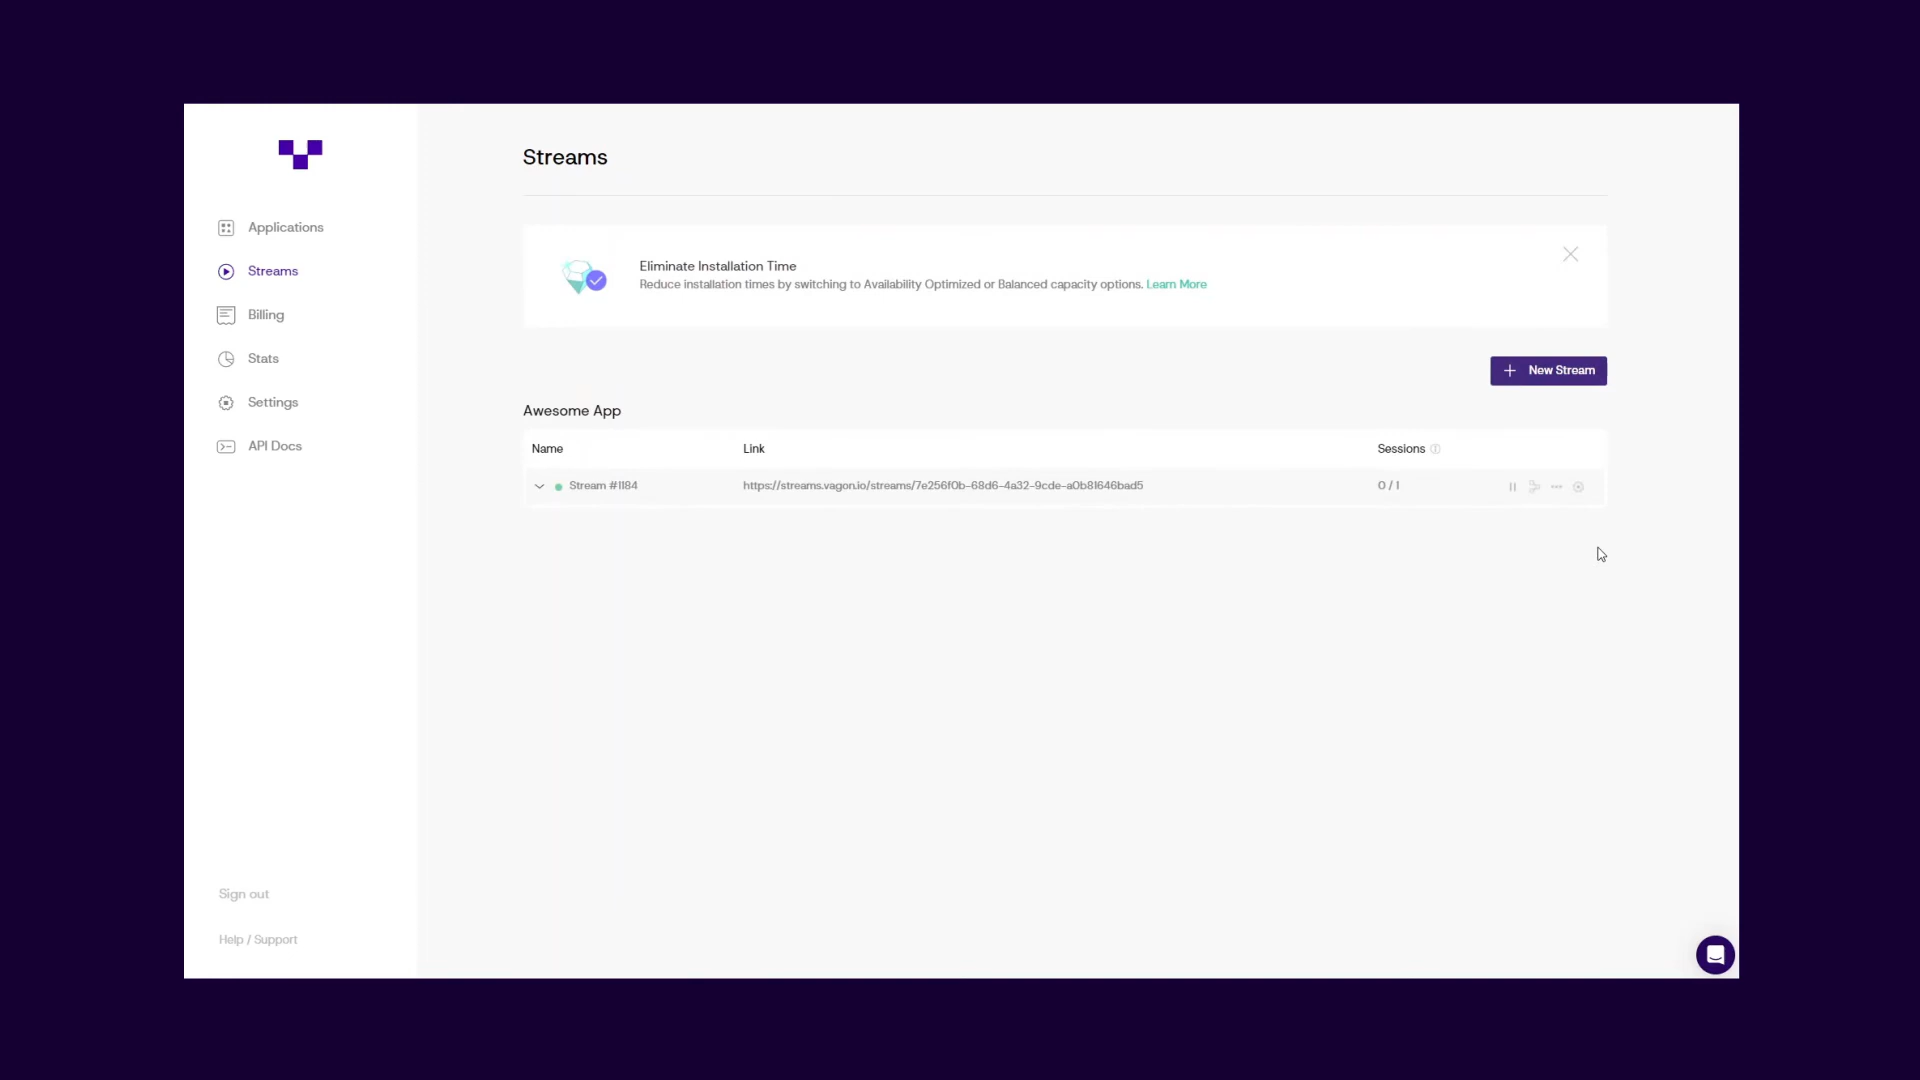 Streams
Applications
Streams
Billing
Stats
Settings
API Docs
Eliminate Installation Time
Reduce installation times by switching to Availability Optimized or Balanced capacity options. Learn More
New Stream
Awesome App
Name Link Sessions
Stream #1184 https://streams.vagon.io/streams/7e256f0b-68d6-4a32-9cde-a0b81646bad5 0 / 1
Sign out
Help / Support